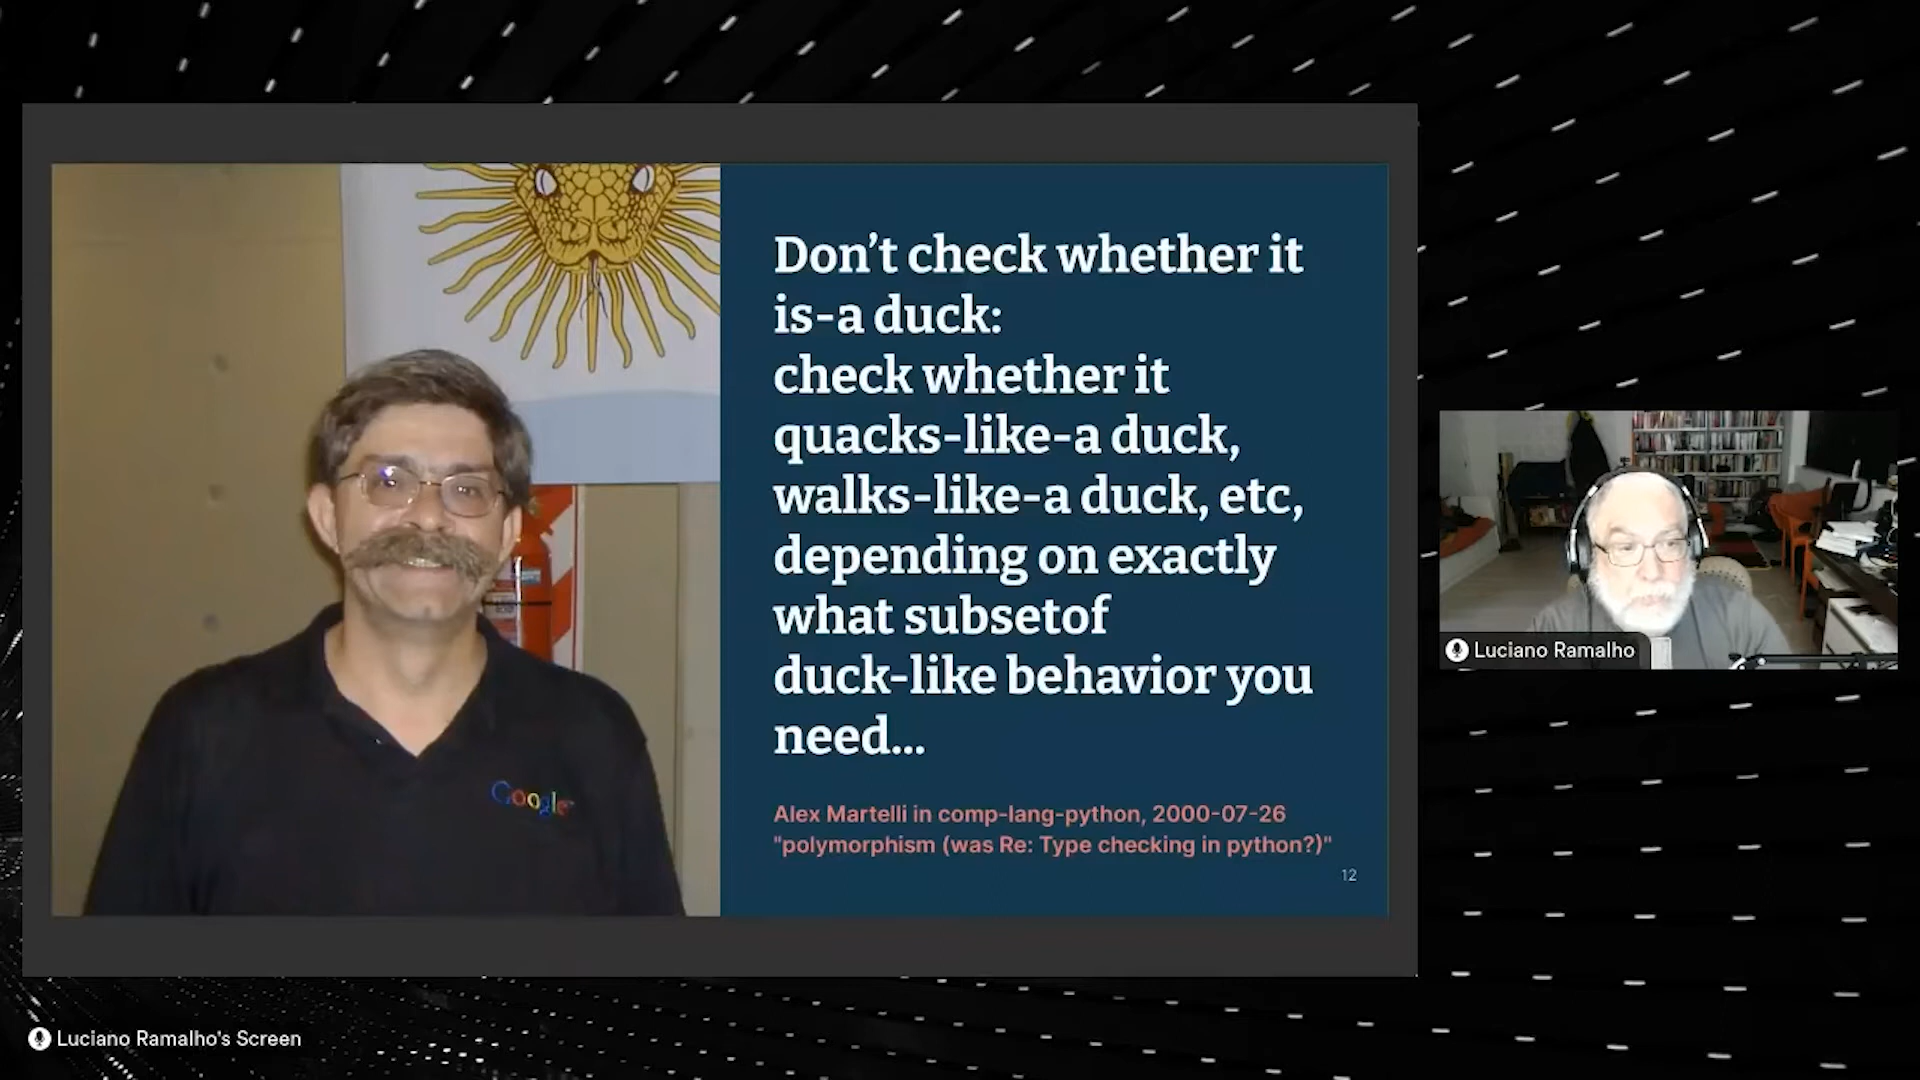 Don’t check whether it
is-a duck:
check whether it
quacks-like-a duck,
walks-like-a duck, etc,
depending on exactly
what subsetof
duck-like behavior you
need...
Alex Martelli in comp-lang-python, 2000-07-26
"polymorphism (was Re: Type checking in python?)"
12
Google
Luciano Ramalho
Luciano Ramalho's Screen